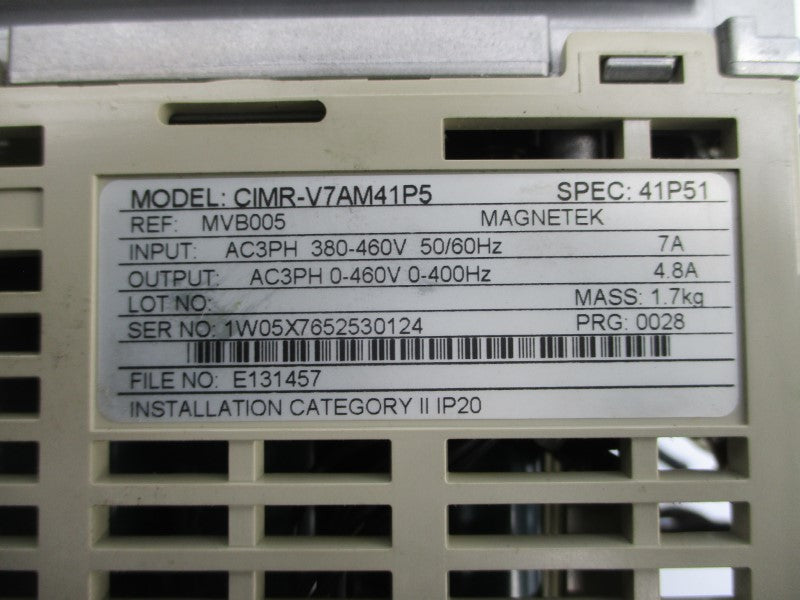 MODEL: CIMR-V7AM41P5 SPEC: 41P51
REF: MVB005 MAGNETEK
INPUT: AC3PH 380-460V 50/60Hz 7A
OUTPUT: AC3PH 0-460V 0-400Hz 4.8A
LOT NO: MASS: 1.7kg
SER NO: 1W05X7652530124 PRG: 0028
FILE NO: E131457
INSTALLATION CATEGORY II IP20